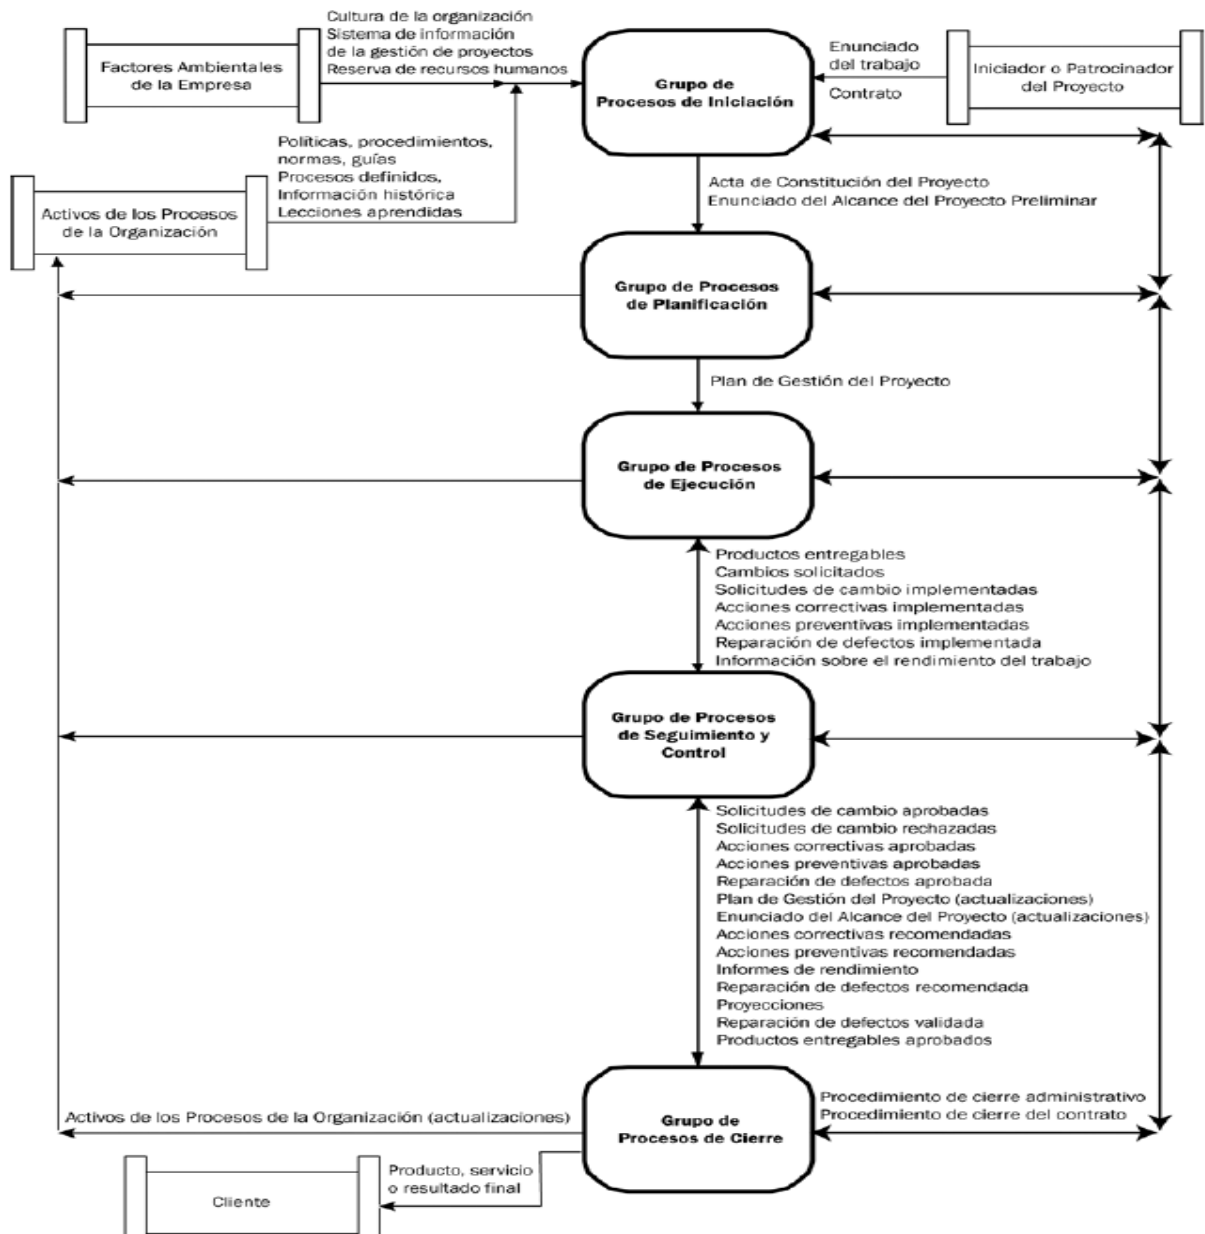 Cultura de la organización
Sistema de información
de la gestión de proyectos
Reserva de recursos humanos
Factores Ambientales
de la Empresa
Grupo de
Procesos de Iniciación
Enunciado
del trabajo
Contrato
Iniciador o Patrocinador
del Proyecto
Políticas, procedimientos,
normas, guías
Procesos definidos,
Información histórica
Lecciones aprendidas
Activos de los Procesos
de la Organización
Acta de Constitución del Proyecto
Enunciado del Alcance del Proyecto Preliminar
Grupo de Procesos
de Planificación
Plan de Gestión del Proyecto
Grupo de Procesos
de Ejecución
Productos entregables
Cambios solicitados
Solicitudes de cambio implementadas
Acciones correctivas implementadas
Acciones preventivas implementadas
Reparación de defectos implementada
Información sobre el rendimiento del trabajo
Grupo de Procesos
de Seguimiento y
Control
Solicitudes de cambio aprobadas
Solicitudes de cambio rechazadas
Acciones correctivas aprobadas
Acciones preventivas aprobadas
Reparación de defectos aprobada
Plan de Gestión del Proyecto (actualizaciones)
Enunciado del Alcance del Proyecto (actualizaciones)
Acciones correctivas recomendadas
Acciones preventivas recomendadas
Informes de rendimiento
Reparación de defectos recomendada
Proyecciones
Reparación de defectos validada
Productos entregables aprobados
Activos de los Procesos de la Organización (actualizaciones)
Grupo de
Procesos de Cierre
Procedimiento de cierre administrativo
Procedimiento de cierre del contrato
Producto, servicio
o resultado final
Cliente